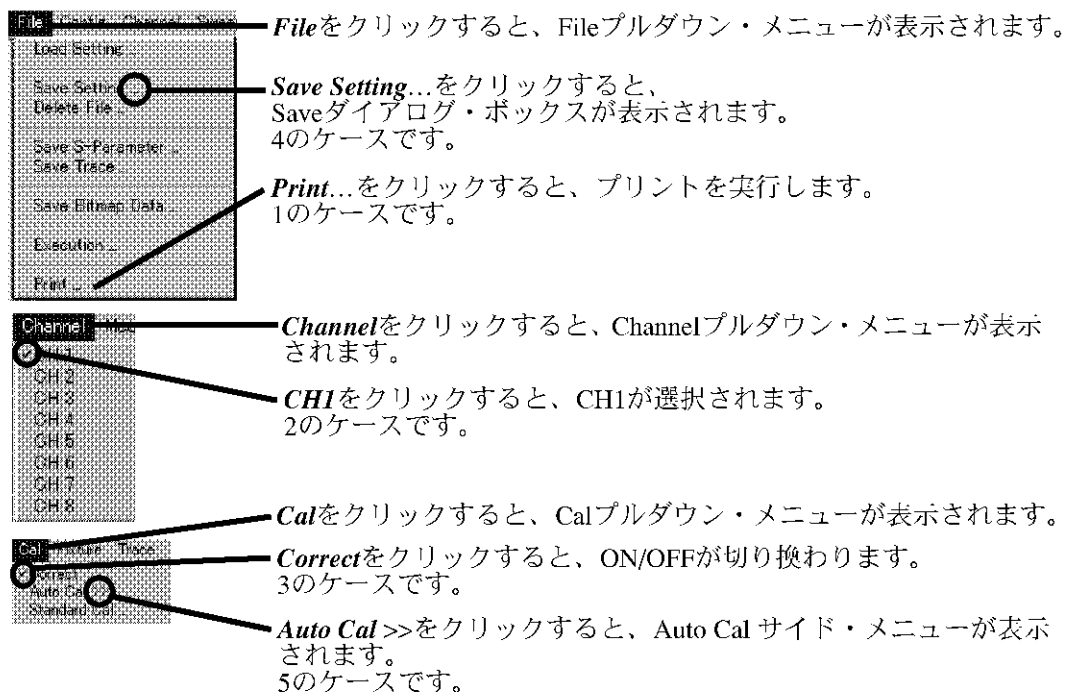 File Config Channel Sweep
Fileをクリックすると、Fileプルダウン・メニューが表示されます。
Load Setting...
Save Setting...をクリックすると、
Saveダイアログ・ボックスが表示されます。
4のケースです。
Save Settin
Delete File ...
Save S-Parameter ...
Save Trace ...
Print...をクリックすると、プリントを実行します。
1のケースです。
Save Bitmap Data ...
Execution ...
Print ...
Channel
Channelをクリックすると、Channelプルダウン・メニューが表示
されます。
CH 2
CH 3
CH 4
CH 5
CH 6
CH 7
CH 8
CH1をクリックすると、CH1が選択されます。
2のケースです。
Calをクリックすると、Calプルダウン・メニューが表示されます。
Cal Trace
Correct
Auto Cal
Standard Cal
Correctをクリックすると、ON/OFFが切り換わります。
3のケースです。
Auto Cal >>をクリックすると、Auto Cal サイド・メニューが表示
されます。
5のケースです。